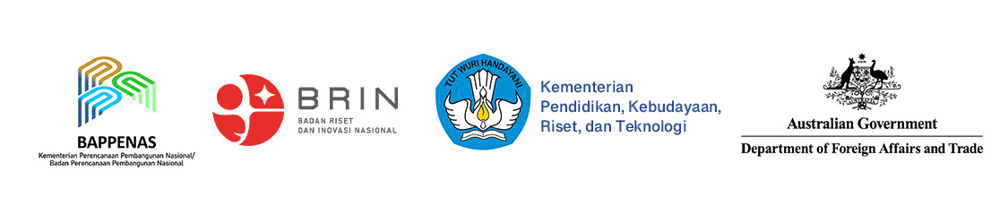 BAPPENAS
Kementerian Perencanaan Pembangunan Nasional/
Badan Perencanaan Pembangunan Nasional
BRIN
BADAN RISET
DAN INOVASI NASIONAL
TUT WURI HANDAYANI
Kementerian
Pendidikan, Kebudayaan,
Riset, dan Teknologi
AUSTRALIA
Australian Government
Department of Foreign Affairs and Trade